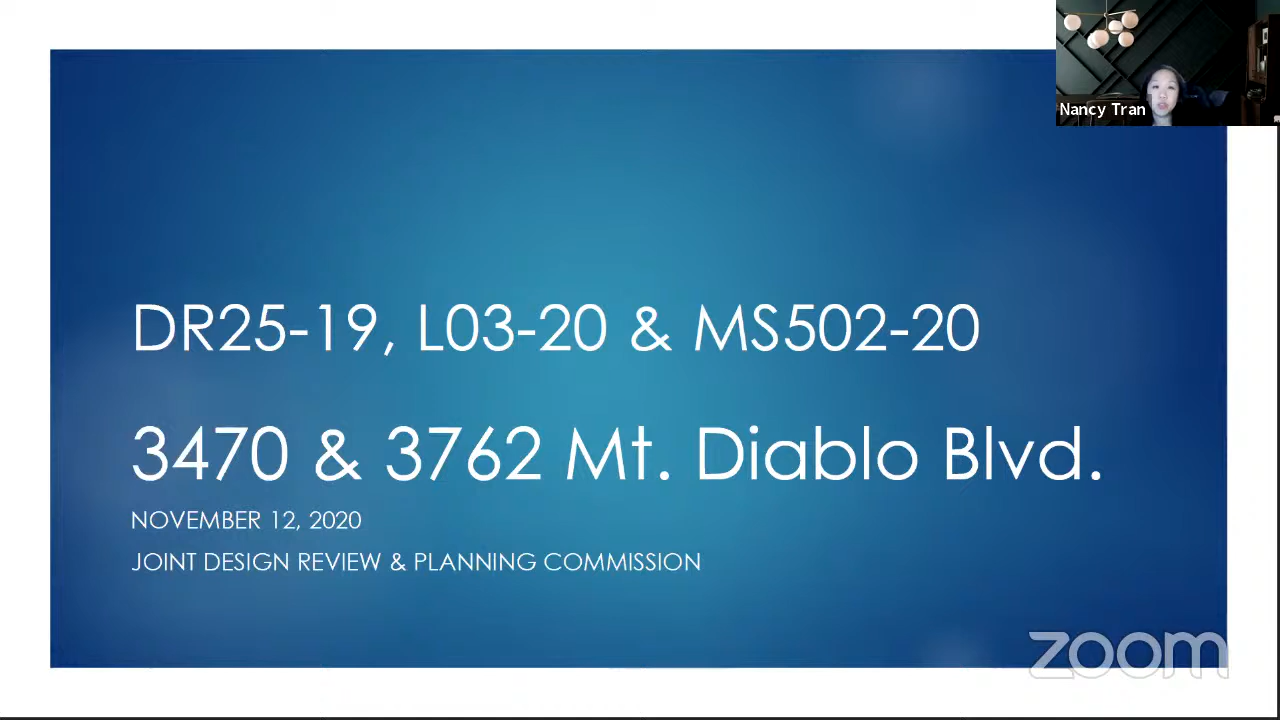 Nancy Tran
DR25-19, L03-20 & MS502-20
3470 & 3762 Mt. Diablo Blvd.
NOVEMBER 12, 2020
JOINT DESIGN REVIEW & PLANNING COMMISSION
zoom